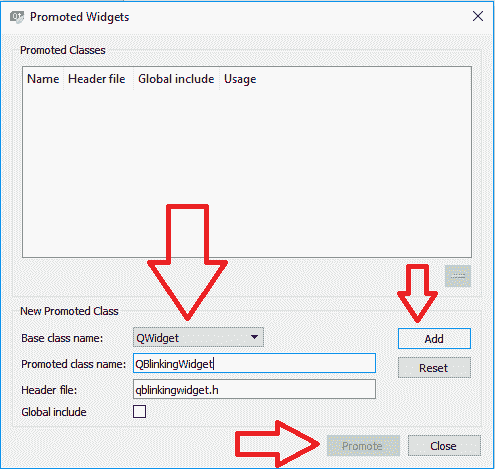 Promoted Widgets
Promoted Classes
Name Header file Global include Usage
New Promoted Class
Base class name: QWidget
Add
Promoted class name: QBlinkingWidget
Reset
Header file: qblinkingwidget.h
Global include
Promote Close